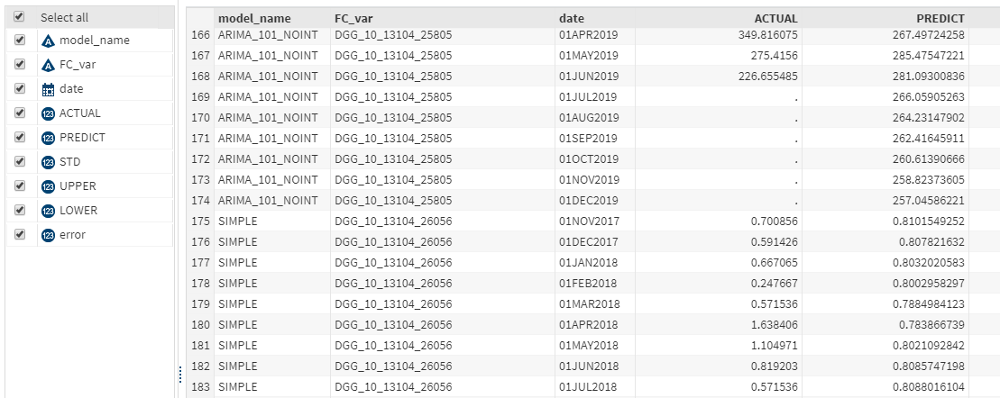 Select all
model_name
FC_var
date
ACTUAL
PREDICT
STD
UPPER
LOWER
error
model_name FC_var date ACTUAL PREDICT
166 ARIMA_101_NOINT DGG_10_13104_25805 01APR2019 349.816075 267.49724258
167 ARIMA_101_NOINT DGG_10_13104_25805 01MAY2019 275.4156 285.47547221
168 ARIMA_101_NOINT DGG_10_13104_25805 01JUN2019 226.655485 281.09300836
169 ARIMA_101_NOINT DGG_10_13104_25805 01JUL2019 . 266.05905263
170 ARIMA_101_NOINT DGG_10_13104_25805 01AUG2019 . 264.23147902
171 ARIMA_101_NOINT DGG_10_13104_25805 01SEP2019 . 262.41645911
172 ARIMA_101_NOINT DGG_10_13104_25805 01OCT2019 . 260.61390666
173 ARIMA_101_NOINT DGG_10_13104_25805 01NOV2019 . 258.82373605
174 ARIMA_101_NOINT DGG_10_13104_25805 01DEC2019 . 257.04586221
175 SIMPLE DGG_10_13104_26056 01NOV2017 0.700856 0.8101549252
176 SIMPLE DGG_10_13104_26056 01DEC2017 0.591426 0.807821632
177 SIMPLE DGG_10_13104_26056 01JAN2018 0.667065 0.8032020583
178 SIMPLE DGG_10_13104_26056 01FEB2018 0.247667 0.8002958297
179 SIMPLE DGG_10_13104_26056 01MAR2018 0.571536 0.7884984123
180 SIMPLE DGG_10_13104_26056 01APR2018 1.638406 0.783866739
181 SIMPLE DGG_10_13104_26056 01MAY2018 1.104971 0.8021092842
182 SIMPLE DGG_10_13104_26056 01JUN2018 0.819203 0.8085747198
183 SIMPLE DGG_10_13104_26056 01JUL2018 0.571536 0.8088016104